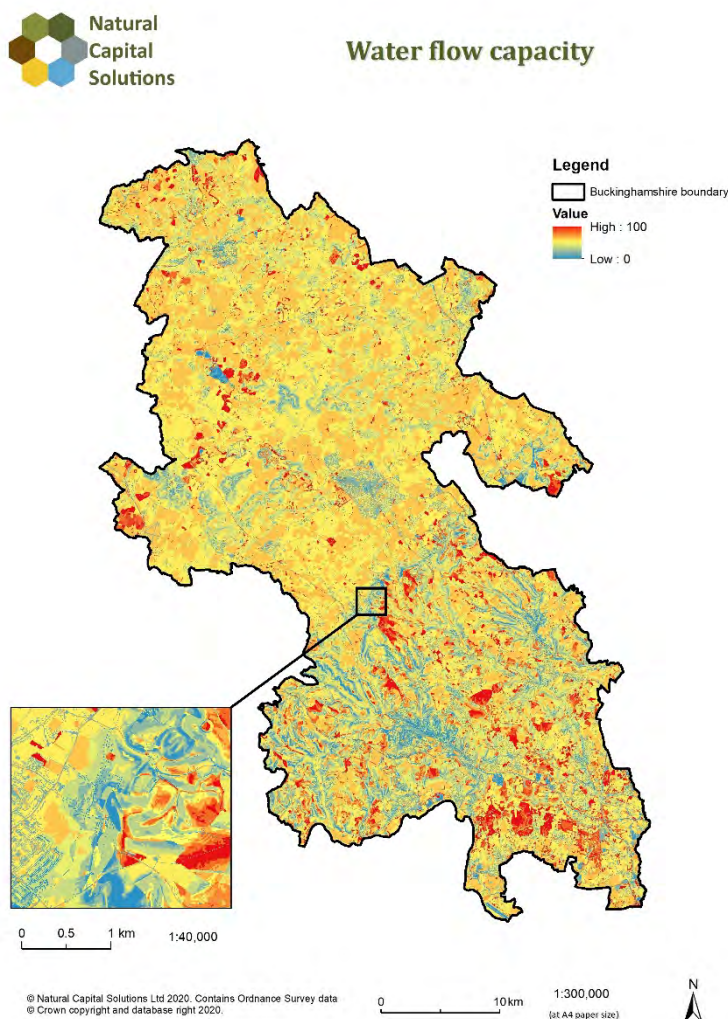 Natural
Capital
Solutions
Water flow capacity
Legend
Buckinghamshire boundary
Value
High : 100
Low : 0
0 0.5 1 km 1:40,000
© Natural Capital Solutions Ltd 2020. Contains Ordnance Survey data
© Crown copyright and database right 2020.
0 10 km
1:300,000
(at A4 paper size)
N